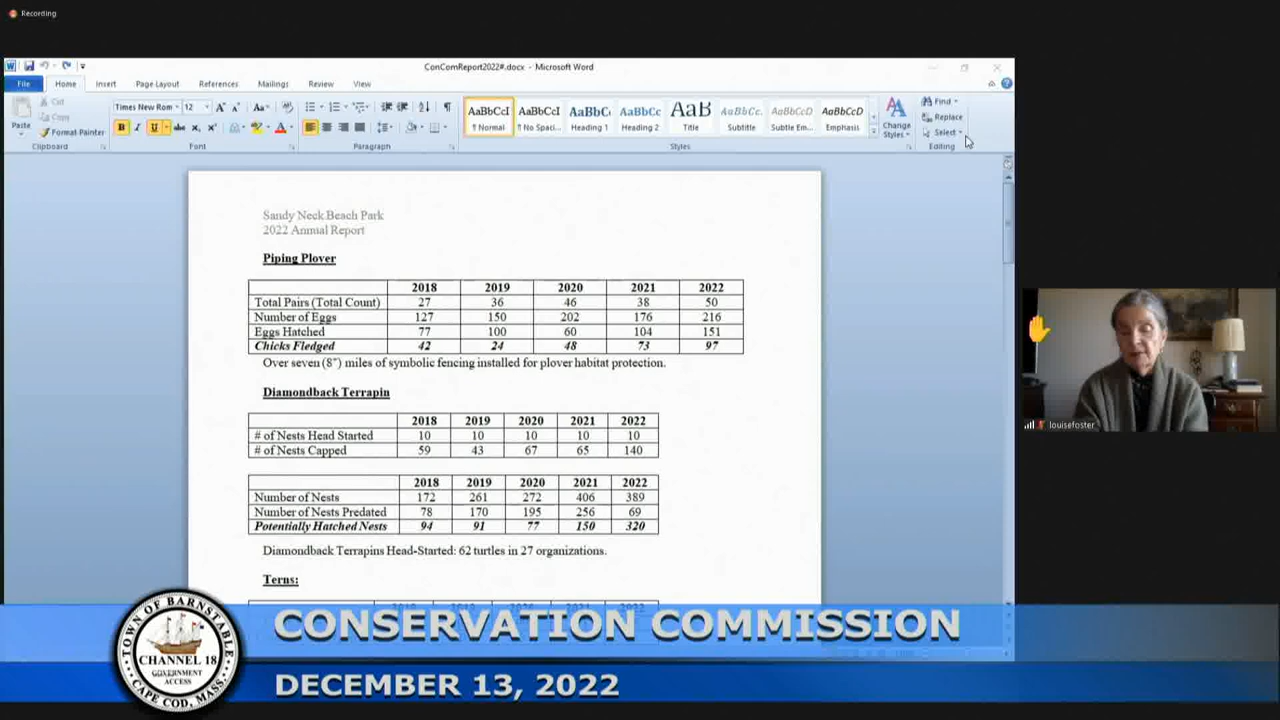 Recording
ConComReport2022#.docx - Microsoft Word
File Home Insert Page Layout References Mailings Review View
Cut
Copy
Paste
Format Painter
Clipboard
Times New Rom 12
Font
Paragraph
AaBbCcI AaBbCcI AaBbC AaBbCc AaB AaBbCc. AaBbCcD AaBbCcD
¶ Normal ¶ No Spaci... Heading 1 Heading 2 Title Subtitle Subtle Em... Emphasis
Styles
Change Styles
Find
Replace
Select
Editing
Sandy Neck Beach Park
2022 Annual Report
Piping Plover
2018 2019 2020 2021 2022
Total Pairs (Total Count) 27 36 46 38 50
Number of Eggs 127 150 202 176 216
Eggs Hatched 77 100 60 104 151
Chicks Fledged 42 24 48 73 97
Over seven (8") miles of symbolic fencing installed for plover habitat protection.
Diamondback Terrapin
2018 2019 2020 2021 2022
# of Nests Head Started 10 10 10 10 10
# of Nests Capped 59 43 67 65 140
2018 2019 2020 2021 2022
Number of Nests 172 261 272 406 389
Number of Nests Predated 78 170 195 256 69
Potentially Hatched Nests 94 91 77 150 320
Diamondback Terrapins Head-Started: 62 turtles in 27 organizations.
Terns:
louisefoster
TOWN OF BARNSTABLE
CHANNEL 18
GOVERNMENT
ACCESS
CAPE COD, MASS.
CONSERVATION COMMISSION
DECEMBER 13, 2022